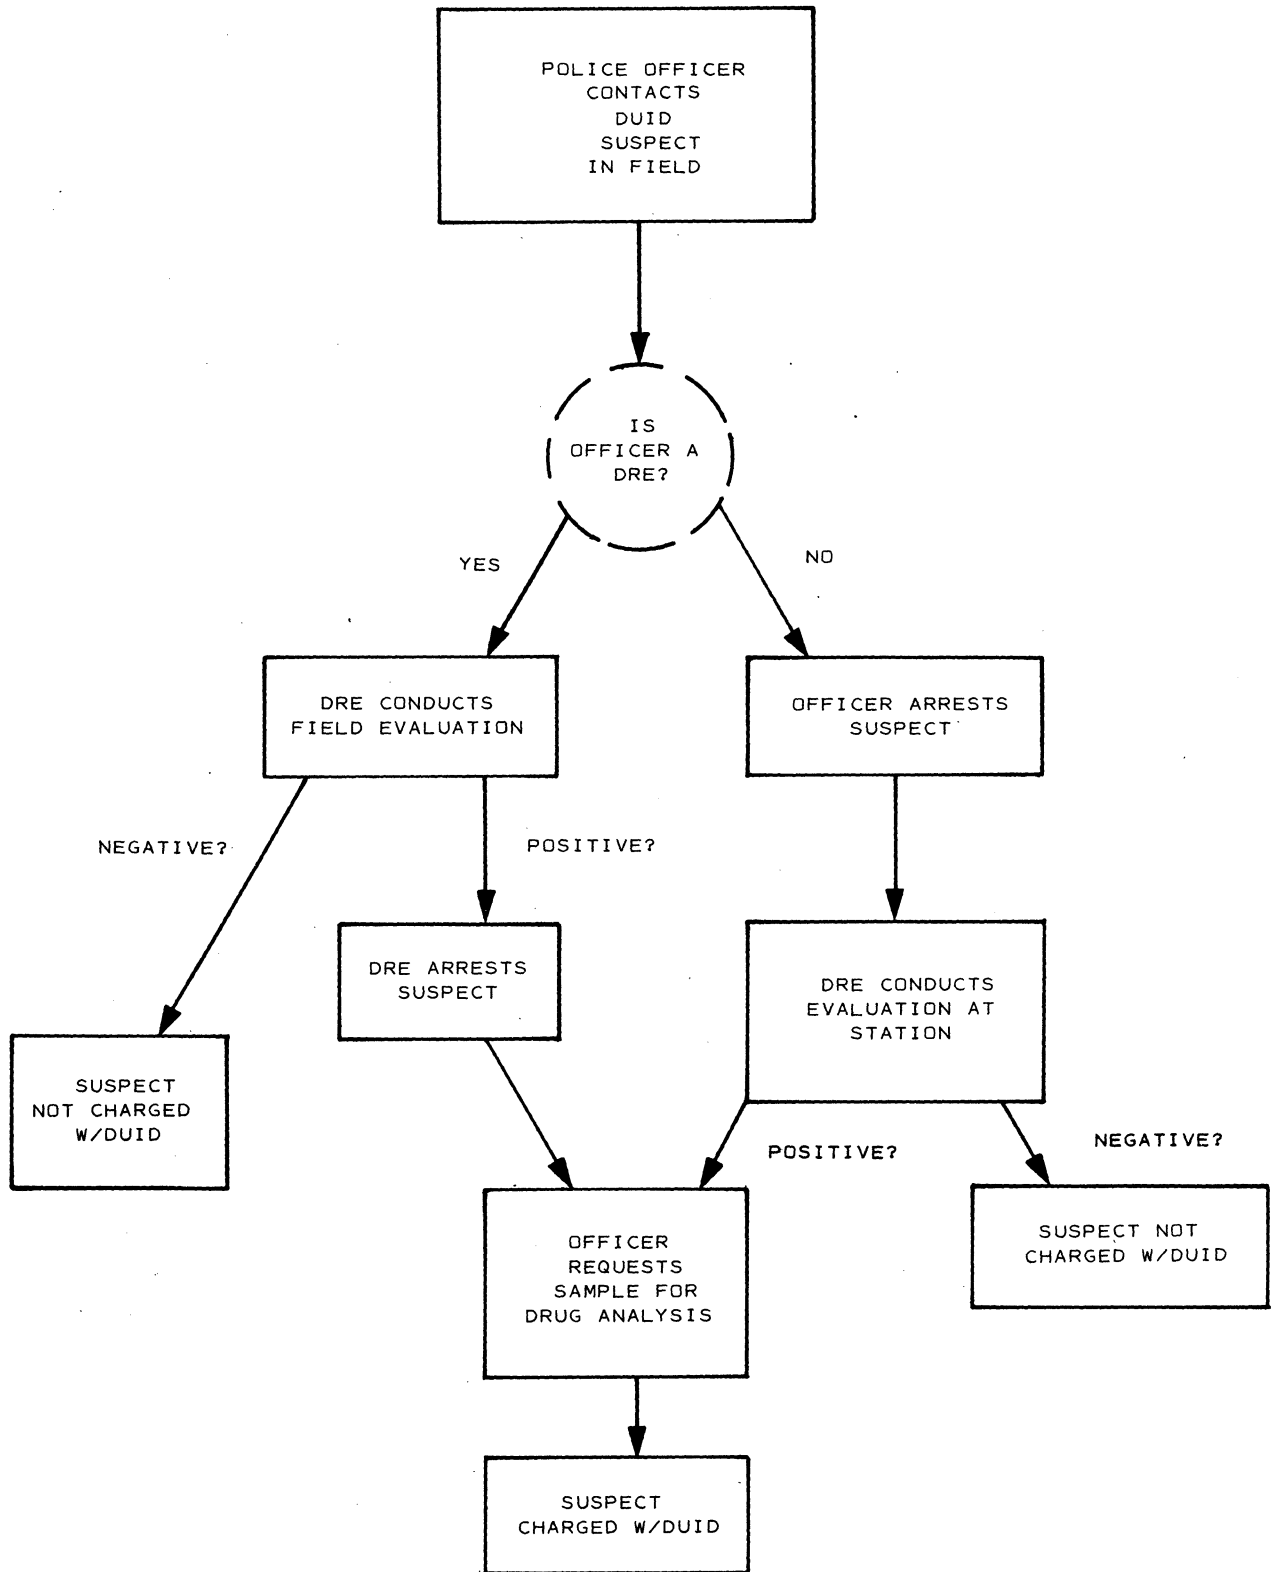 POLICE OFFICER
CONTACTS
DUID
SUSPECT
IN FIELD
IS
OFFICER A
DRE?
YES
NO
DRE CONDUCTS
FIELD EVALUATION
OFFICER ARRESTS
SUSPECT
NEGATIVE?
POSITIVE?
DRE ARRESTS
SUSPECT
DRE CONDUCTS
EVALUATION AT
STATION
SUSPECT
NOT CHARGED
W/DUID
POSITIVE?
NEGATIVE?
OFFICER
REQUESTS
SAMPLE FOR
DRUG ANALYSIS
SUSPECT NOT
CHARGED W/DUID
SUSPECT
CHARGED W/DUID